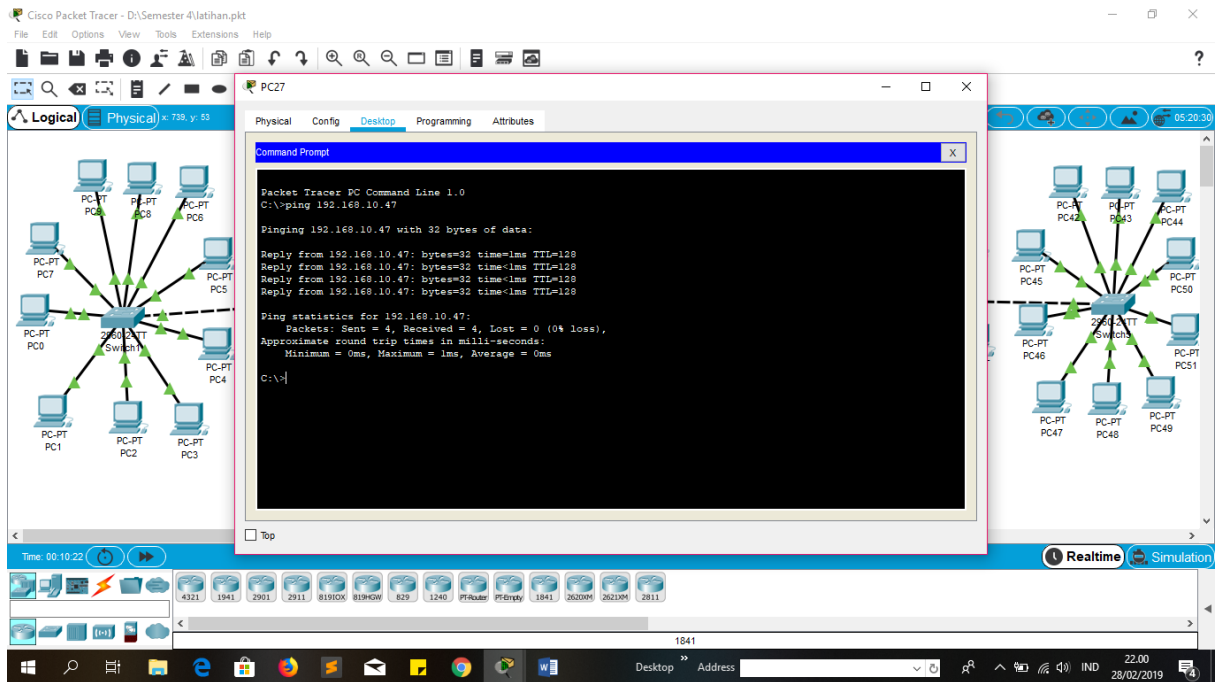 Cisco Packet Tracer - D:\Semester 4\latihan.pkt
File Edit Options View Tools Extensions Help
?
PC27
Logical
Physical
x: 739, y: 53
05:20:30
Physical Config Desktop Programming Attributes
Command Prompt
X
Packet Tracer PC Command Line 1.0
C:\>ping 192.168.10.47
Pinging 192.168.10.47 with 32 bytes of data:
Reply from 192.168.10.47: bytes=32 time=1ms TTL=128
Reply from 192.168.10.47: bytes=32 time<1ms TTL=128
Reply from 192.168.10.47: bytes=32 time<1ms TTL=128
Reply from 192.168.10.47: bytes=32 time<1ms TTL=128
Ping statistics for 192.168.10.47:
Packets: Sent = 4, Received = 4, Lost = 0 (0% loss),
Approximate round trip times in milli-seconds:
Minimum = 0ms, Maximum = 1ms, Average = 0ms
C:\>
PC-PT
PC9
PC-PT
PC8
PC-PT
PC6
PC-PT
PC7
PC-PT
PC5
PC-PT
PC0
2960-24TT
Switch1
PC-PT
PC4
PC-PT
PC1
PC-PT
PC2
PC-PT
PC3
PC-PT
PC42
PC-PT
PC43
PC-PT
PC44
PC-PT
PC45
PC-PT
PC50
2960-24TT
PC-PT
PC46
PC-PT
PC51
PC-PT
PC47
PC-PT
PC48
PC-PT
PC49
Top
Time: 00:10:22
Realtime
Simulation
4321 1941 2901 2911 819IOX 819HGW 829 1240 PT-Router PT-Empty 1841 2620XM 2621XM 2811
1841
Desktop
Address
IND
22.00
28/02/2019
4